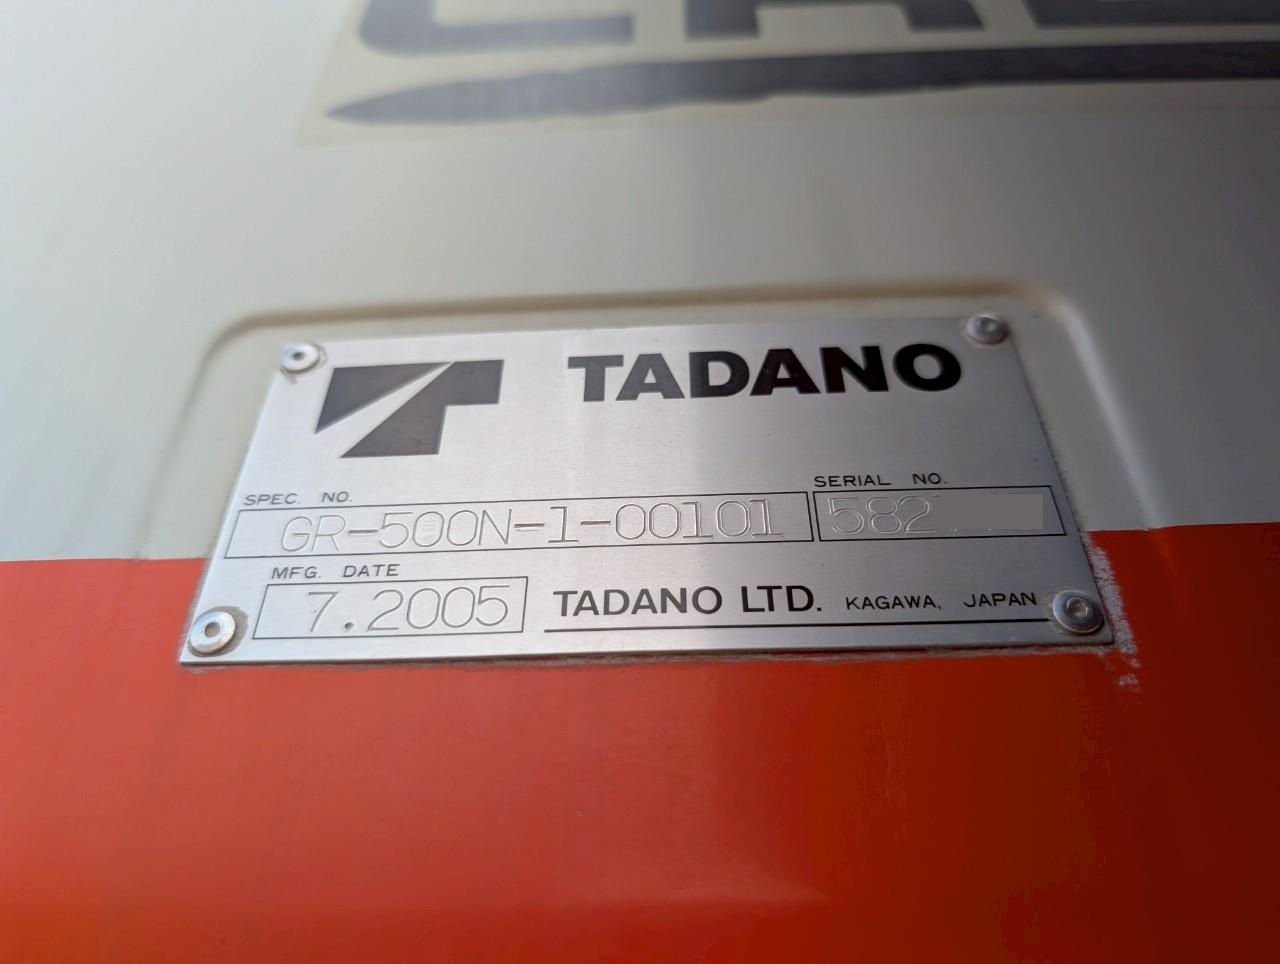 TADANO
SPEC. NO.
GR-500N-1-00101
SERIAL NO.
582
MFG. DATE
7.2005
TADANO LTD. KAGAWA, JAPAN